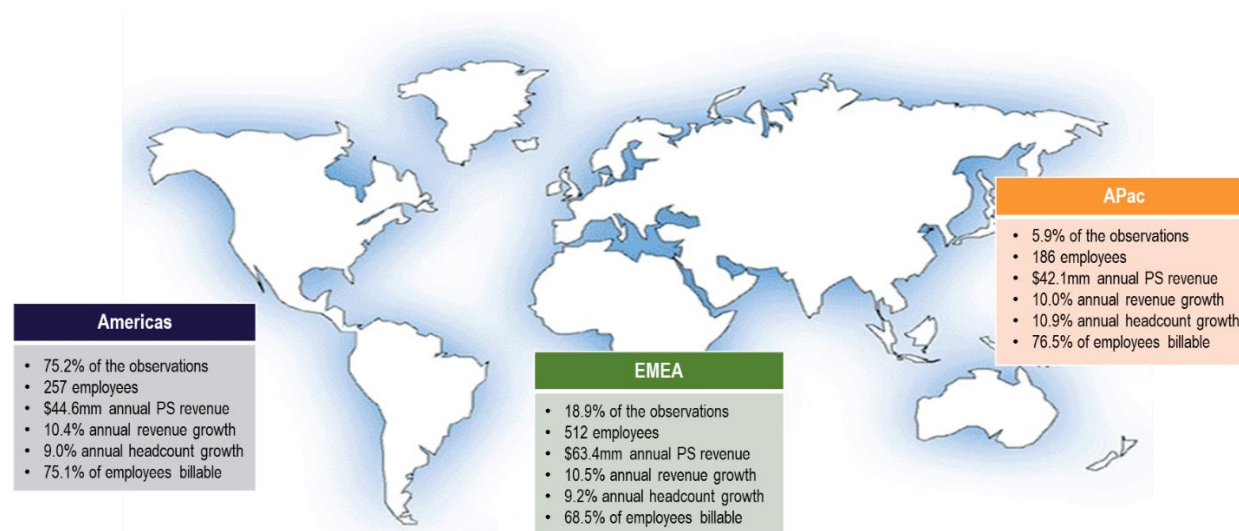 Americas
• 75.2% of the observations
• 257 employees
• $44.6mm annual PS revenue
• 10.4% annual revenue growth
• 9.0% annual headcount growth
• 75.1% of employees billable
EMEA
• 18.9% of the observations
• 512 employees
• $63.4mm annual PS revenue
• 10.5% annual revenue growth
• 9.2% annual headcount growth
• 68.5% of employees billable
APac
• 5.9% of the observations
• 186 employees
• $42.1mm annual PS revenue
• 10.0% annual revenue growth
• 10.9% annual headcount growth
• 76.5% of employees billable